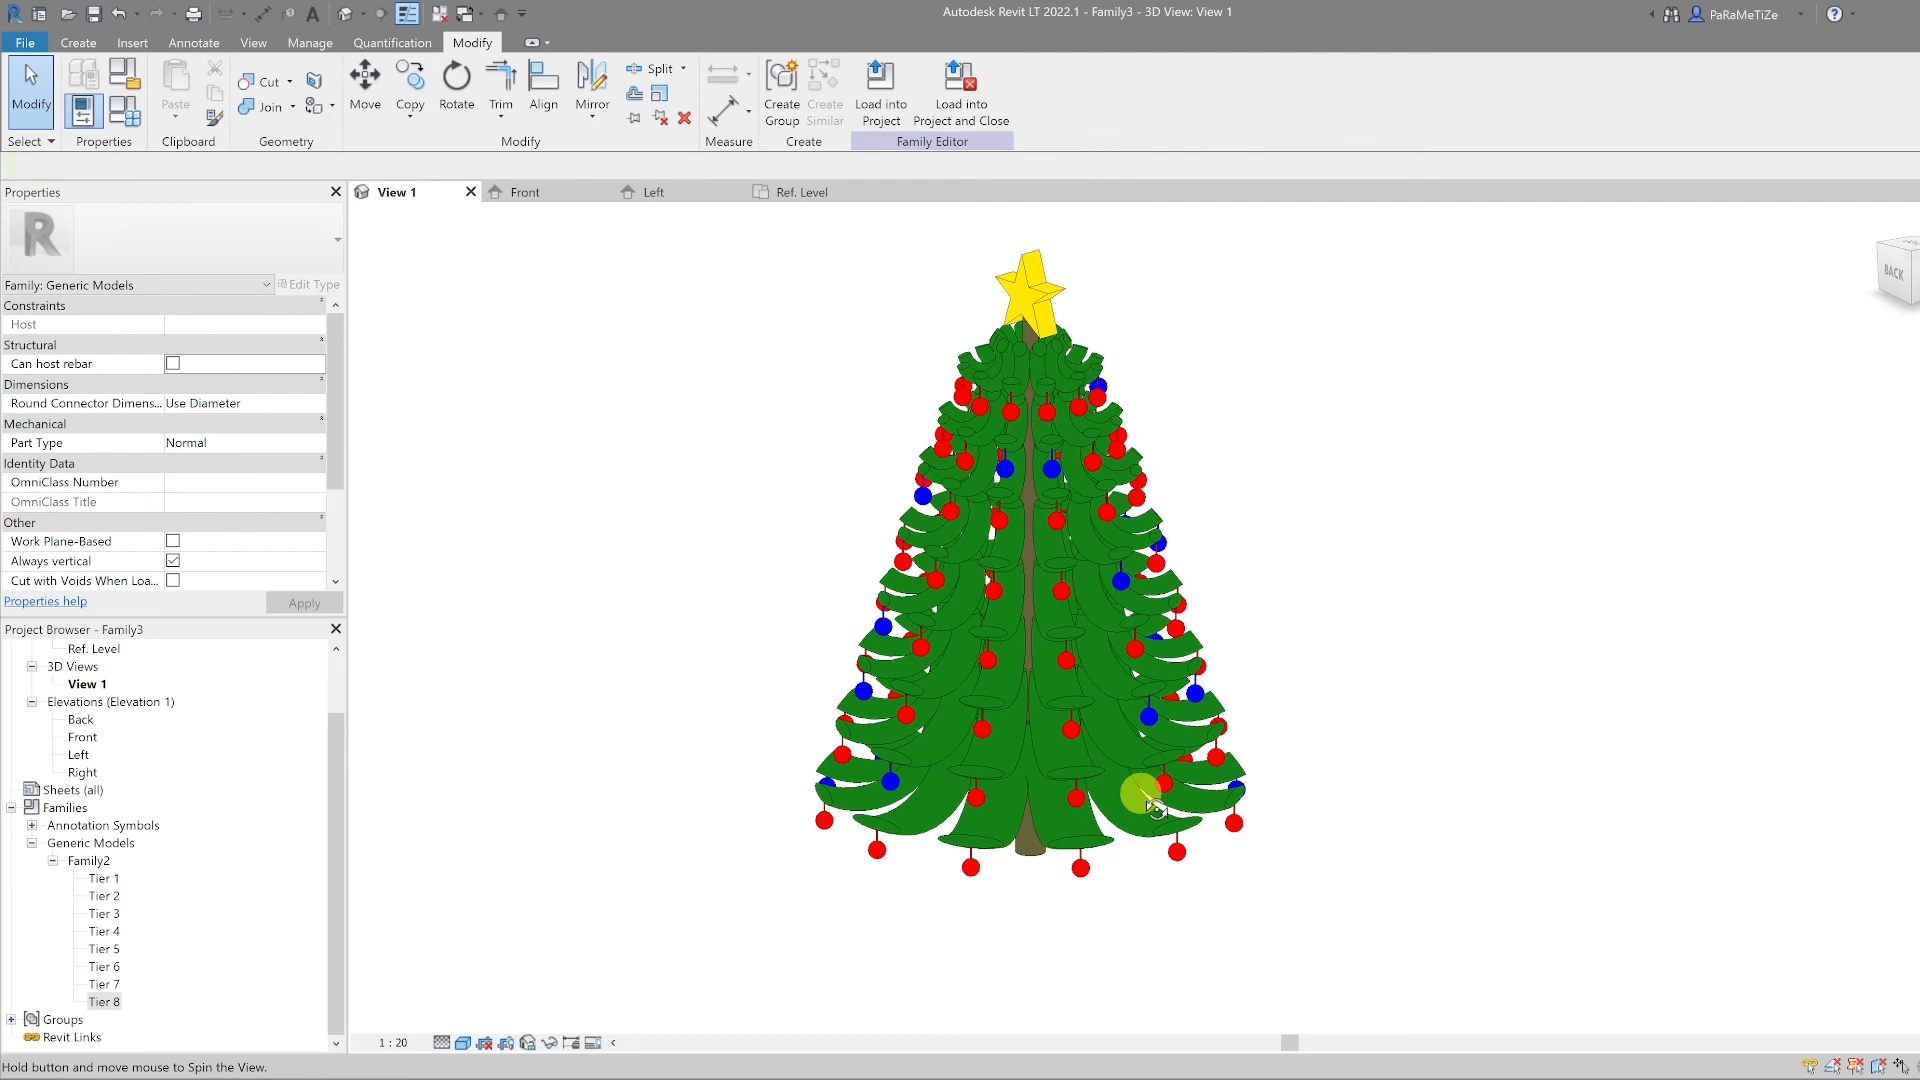 Autodesk Revit LT 2022.1 - Family3 - 3D View: View 1
PaRaMeTiZe
File
Create
Insert
Annotate
View
Manage
Quantification
Modify
Modify
Paste
Cut
Join
Move
Copy
Rotate
Trim
Align
Mirror
Split
Create Group
Create Similar
Load into Project
Load into Project and Close
Select
Properties
Clipboard
Geometry
Modify
Measure
Create
Family Editor
Properties
View 1
Front
Left
Ref. Level
R
BACK
Family: Generic Models
Edit Type
Constraints
Host
Structural
Can host rebar
Dimensions
Round Connector Dimens... Use Diameter
Mechanical
Part Type Normal
Identity Data
OmniClass Number
OmniClass Title
Other
Work Plane-Based
Always vertical
Cut with Voids When Loa...
Properties help
Apply
Project Browser - Family3
Ref. Level
3D Views
View 1
Elevations (Elevation 1)
Back
Front
Left
Right
Sheets (all)
Families
Annotation Symbols
Generic Models
Family2
Tier 1
Tier 2
Tier 3
Tier 4
Tier 5
Tier 6
Tier 7
Tier 8
Groups
Revit Links
1 : 20
Hold button and move mouse to Spin the View.